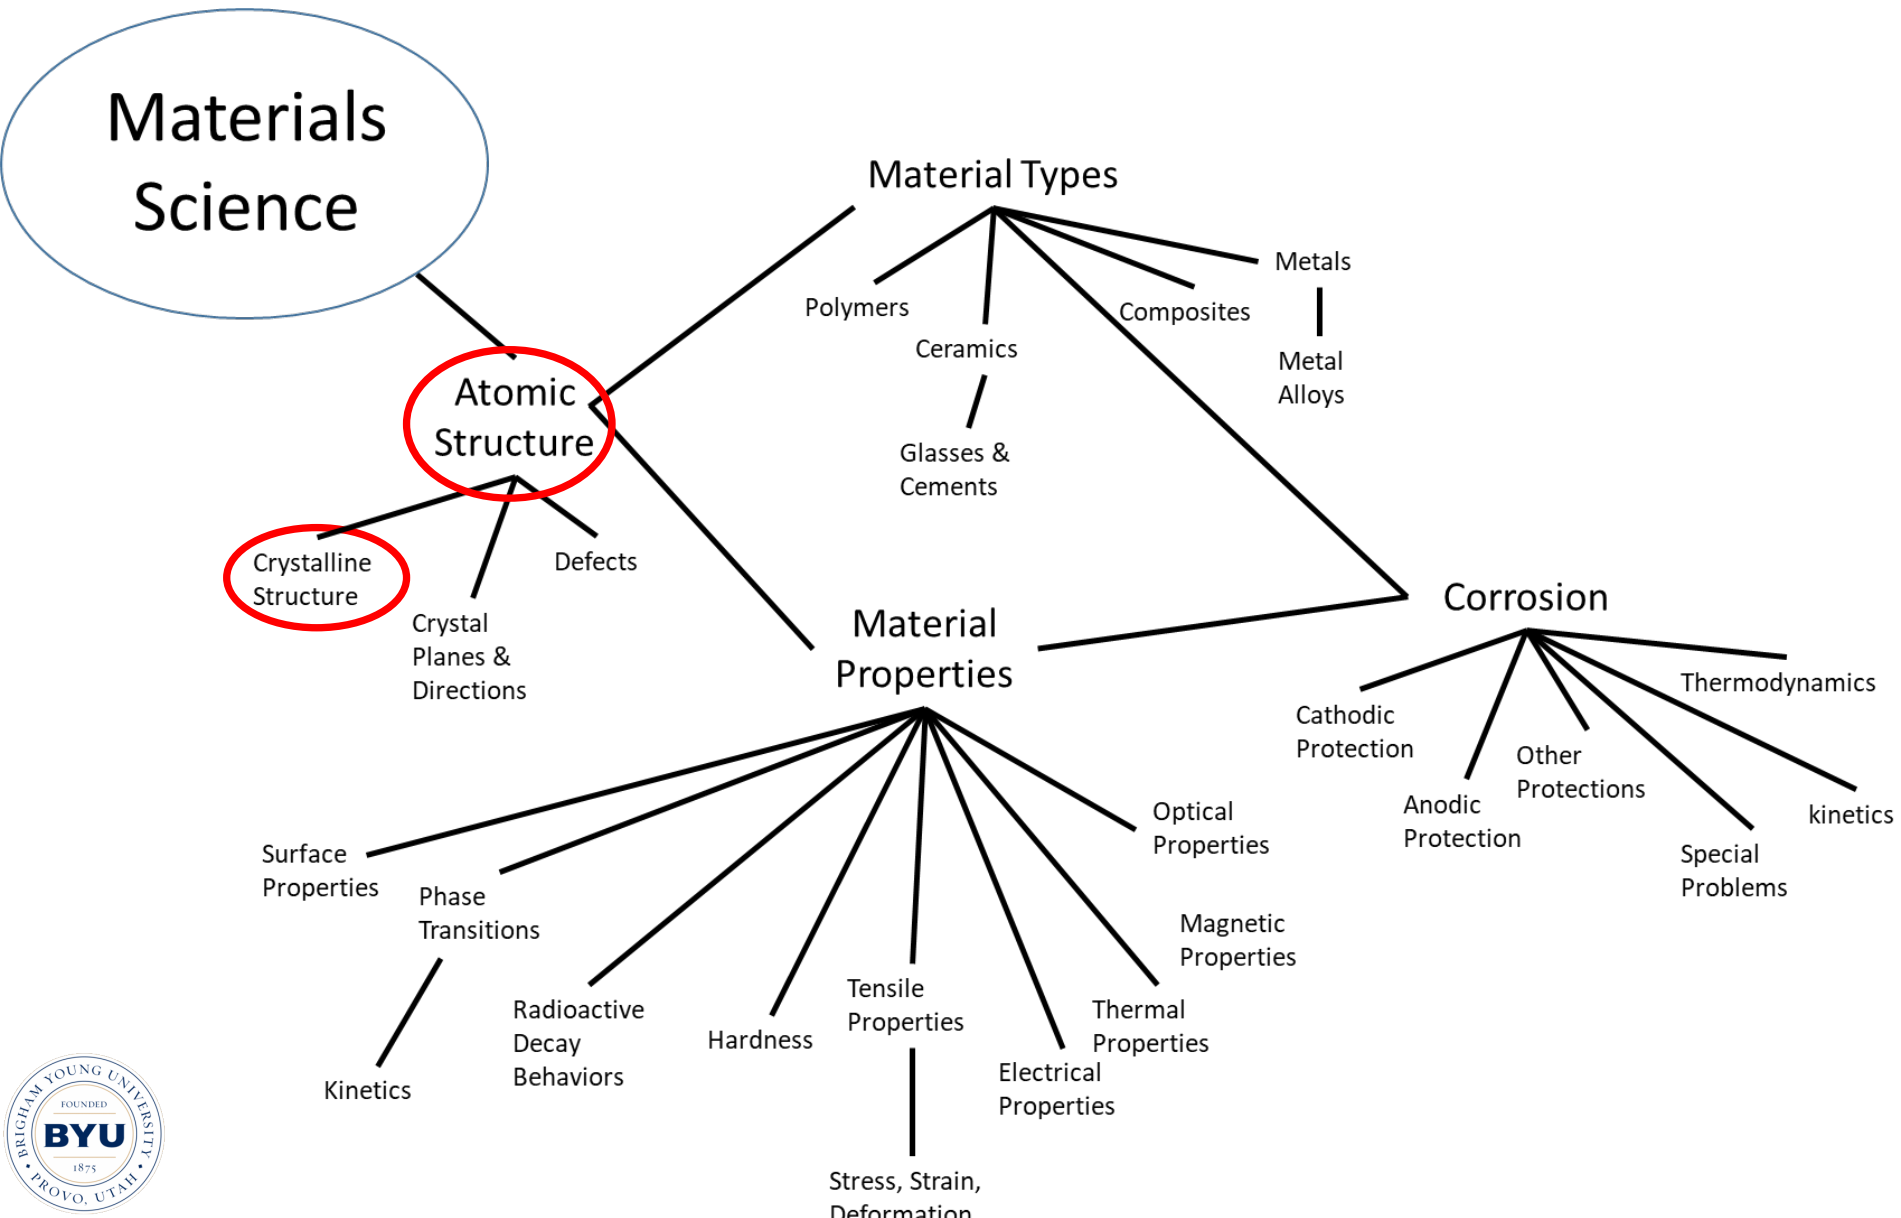 Materials
Science
Material Types
Metals
Polymers
Composites
Ceramics
Metal
Alloys
Atomic
Structure
Glasses &
Cements
Crystalline
Structure
Defects
Crystal
Planes &
Directions
Material
Properties
Corrosion
Thermodynamics
Cathodic
Protection
Other
Protections
Anodic
Protection
kinetics
Special
Problems
Optical
Properties
Surface
Properties
Phase
Transitions
Magnetic
Properties
Radioactive
Decay
Behaviors
Hardness
Tensile
Properties
Thermal
Properties
Electrical
Properties
Kinetics
Stress, Strain,
Deformation
BRIGHAM YOUNG UNIVERSITY
FOUNDED
BYU
1875
PROVO, UTAH